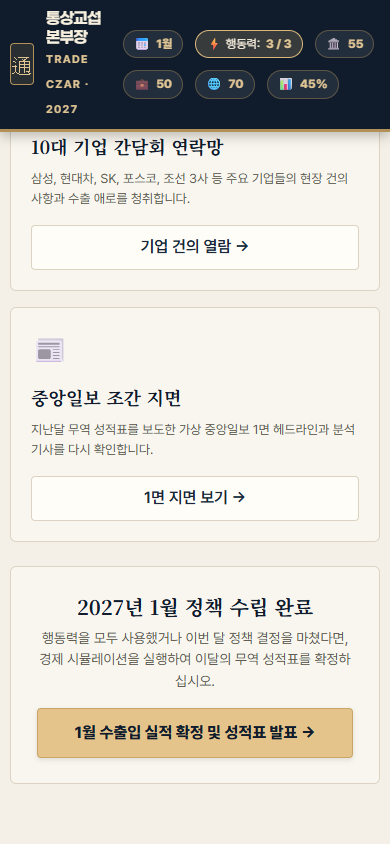 通
통상교섭
본부장
TRADE
CZAR ·
2027
1월
행동력: 3 / 3
55
50
70
45%
10대 기업 간담회 연락망
삼성, 현대차, SK, 포스코, 조선 3사 등 주요 기업들의 현장 건의
사항과 수출 애로를 청취합니다.
기업 건의 열람 →
중앙일보 조간 지면
지난달 무역 성적표를 보도한 가상 중앙일보 1면 헤드라인과 분석
기사를 다시 확인합니다.
1면 지면 보기 →
2027년 1월 정책 수립 완료
행동력을 모두 사용했거나 이번 달 정책 결정을 마쳤다면,
경제 시뮬레이션을 실행하여 이달의 무역 성적표를 확정하
십시오.
1월 수출입 실적 확정 및 성적표 발표 →